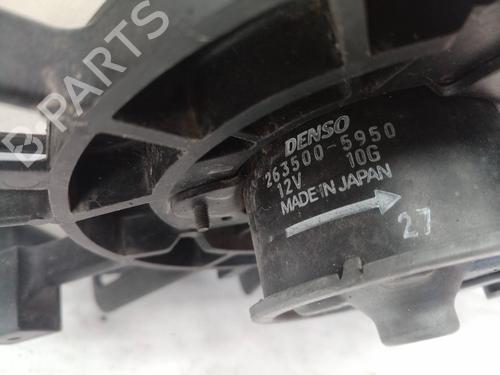 B PARTS
DENSO
263500-5950
12V 10G
MADE IN JAPAN
27